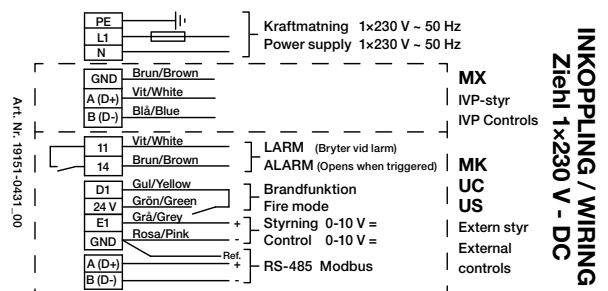 INKOPPLING / WIRING
Ziehl 1×230 V - DC
PE
L1
N
Kraftmatning 1×230 V ~ 50 Hz
Power supply 1×230 V ~ 50 Hz
GND Brun/Brown
A (D+) Vit/White
B (D-) Blå/Blue
MX
IVP-styr
IVP Controls
11 Vit/White
14 Brun/Brown
LARM (Bryter vid larm)
ALARM (Opens when triggered)
D1 Gul/Yellow
24 V Grön/Green
Brandfunktion
Fire mode
E1 Grå/Grey +
GND Rosa/Pink -
Styrning 0-10 V =
Control 0-10 V =
Ref.
A (D+) +
B (D-) -
RS-485 Modbus
MK
UC
US
Extern styr
External
controls
Art. Nr. 19151-0431_00